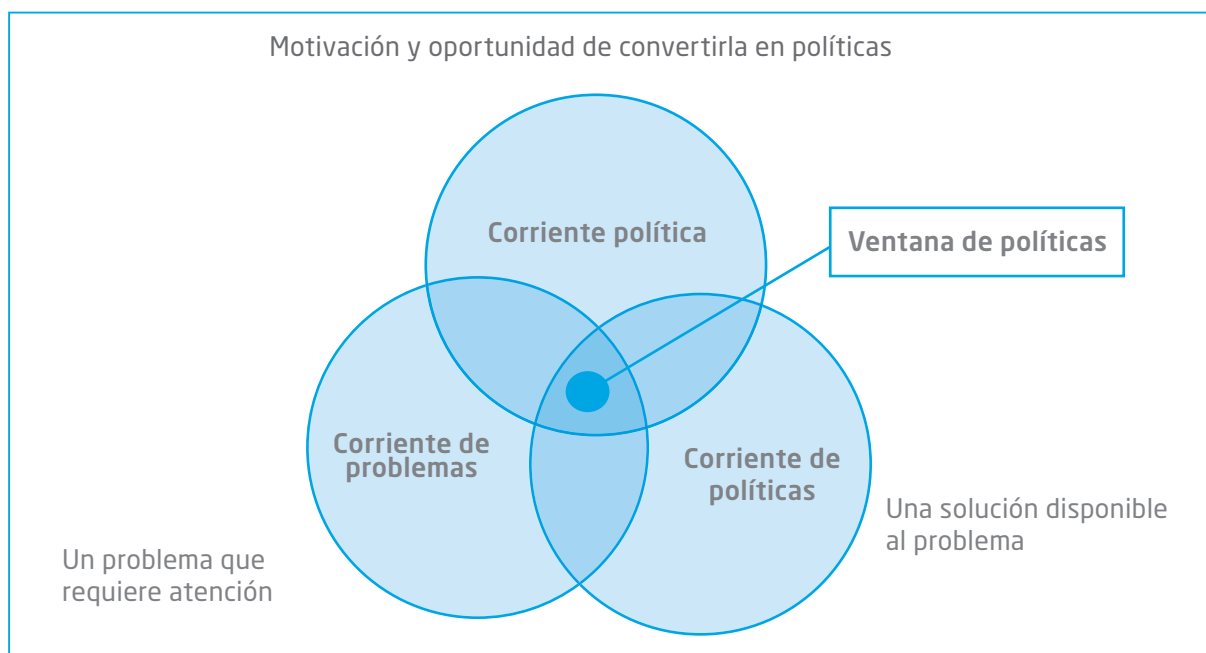 Motivación y oportunidad de convertirla en políticas
Corriente política
Ventana de políticas
Corriente de
problemas
Corriente de
políticas
Una solución disponible
al problema
Un problema que
requiere atención